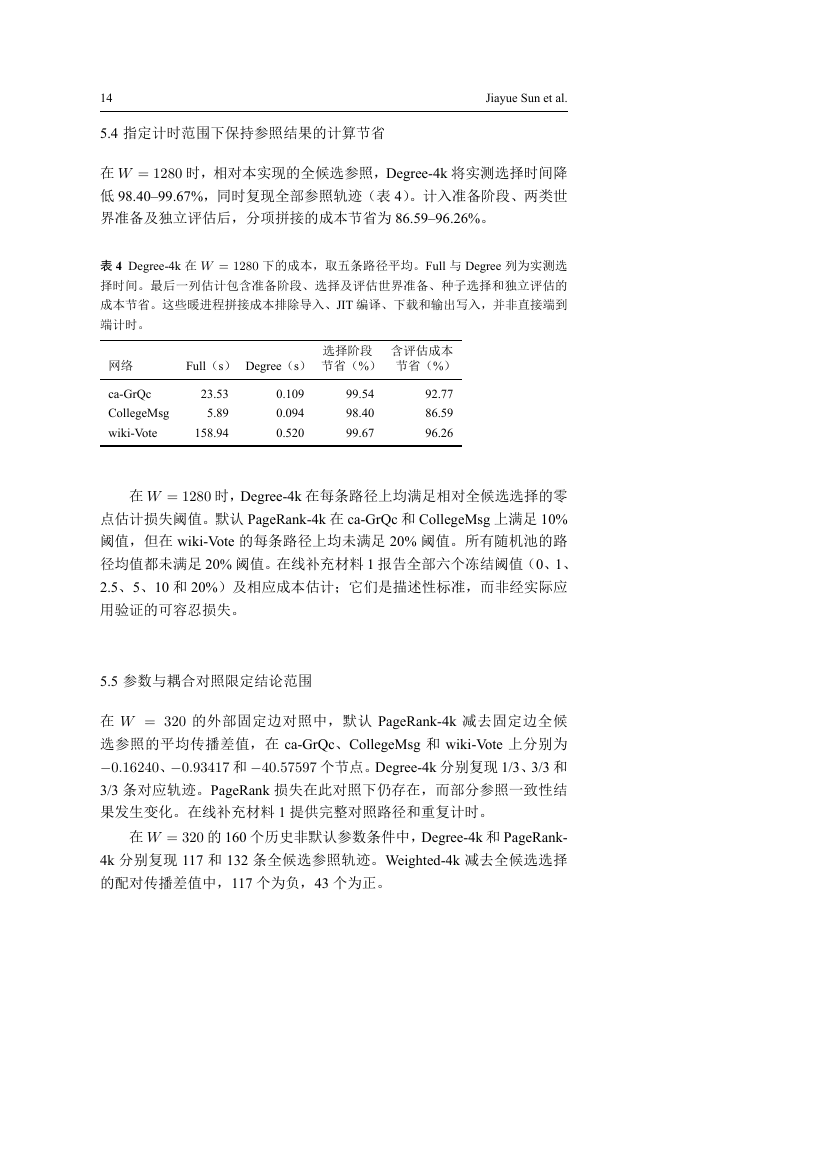 14 Jiayue Sun et al.
5.4 指定计时范围下保持参照结果的计算节省
在 W = 1280 时，相对本实现的全候选参照，Degree-4k 将实测选择时间降
低 98.40–99.67%，同时复现全部参照轨迹（表 4）。计入准备阶段、两类世
界准备及独立评估后，分项拼接的成本节省为 86.59–96.26%。
表 4 Degree-4k 在 W = 1280 下的成本，取五条路径平均。Full 与 Degree 列为实测选
择时间。最后一列估计包含准备阶段、选择及评估世界准备、种子选择和独立评估的
成本节省。这些暖进程拼接成本排除导入、JIT 编译、下载和输出写入，并非直接端到
端计时。
选择阶段 含评估成本
网络 Full（s） Degree（s） 节省（%） 节省（%）
ca-GrQc 23.53 0.109 99.54 92.77
CollegeMsg 5.89 0.094 98.40 86.59
wiki-Vote 158.94 0.520 99.67 96.26
在 W = 1280 时，Degree-4k 在每条路径上均满足相对全候选选择的零
点估计损失阈值。默认 PageRank-4k 在 ca-GrQc 和 CollegeMsg 上满足 10%
阈值，但在 wiki-Vote 的每条路径上均未满足 20% 阈值。所有随机池的路
径均值都未满足 20% 阈值。在线补充材料 1 报告全部六个冻结阈值（0、1、
2.5、5、10 和 20%）及相应成本估计；它们是描述性标准，而非经实际应
用验证的可容忍损失。
5.5 参数与耦合对照限定结论范围
在 W = 320 的外部固定边对照中，默认 PageRank-4k 减去固定边全候
选参照的平均传播差值，在 ca-GrQc、CollegeMsg 和 wiki-Vote 上分别为
−0.16240、−0.93417 和 −40.57597 个节点。Degree-4k 分别复现 1/3、3/3 和
3/3 条对应轨迹。PageRank 损失在此对照下仍存在，而部分参照一致性结
果发生变化。在线补充材料 1 提供完整对照路径和重复计时。
在 W = 320 的 160 个历史非默认参数条件中，Degree-4k 和 PageRank-
4k 分别复现 117 和 132 条全候选参照轨迹。Weighted-4k 减去全候选选择
的配对传播差值中，117 个为负，43 个为正。